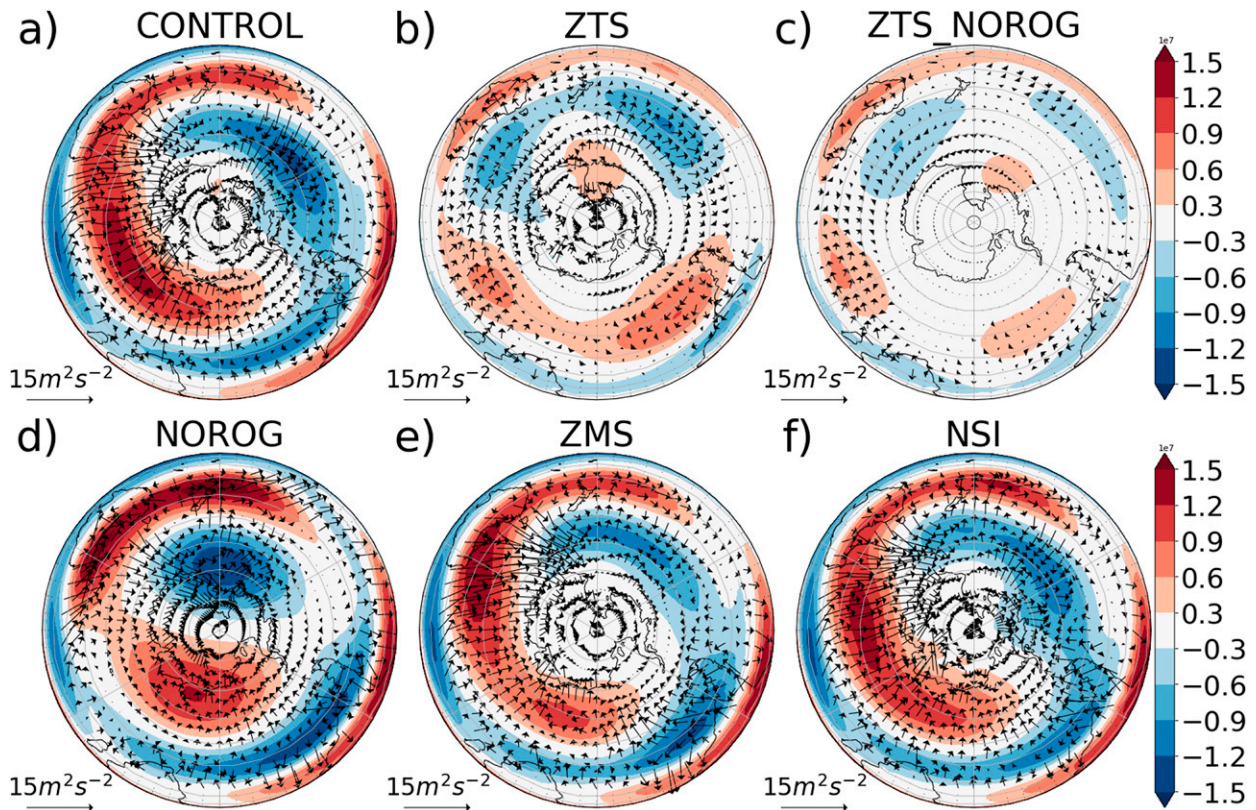 a) CONTROL
b) ZTS
c) ZTS_NOROG
1e7
1.5
1.2
0.9
0.6
0.3
−0.3
−0.6
−0.9
−1.2
−1.5
15m²s⁻²
15m²s⁻²
15m²s⁻²
d) NOROG
e) ZMS
f) NSI
1e7
1.5
1.2
0.9
0.6
0.3
−0.3
−0.6
−0.9
−1.2
−1.5
15m²s⁻²
15m²s⁻²
15m²s⁻²